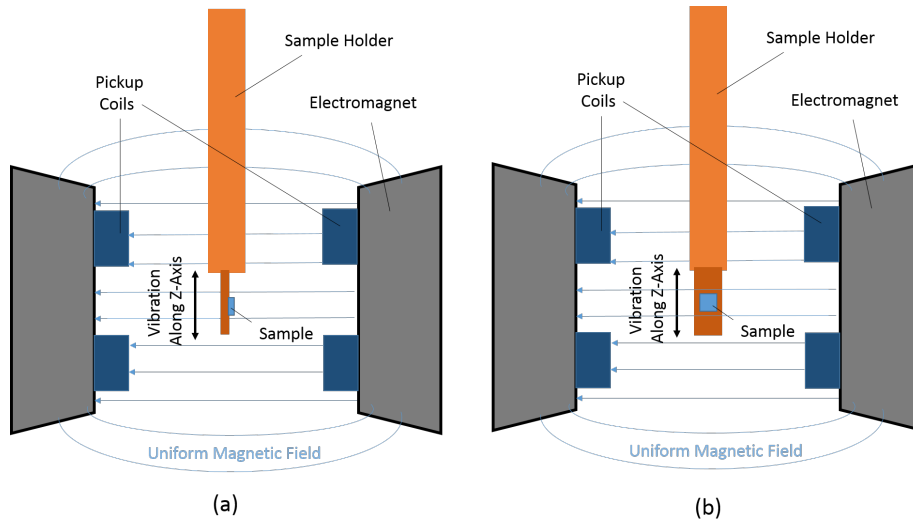 Sample Holder
Pickup
Coils
Electromagnet
Vibration
Along Z-Axis
Sample
Uniform Magnetic Field
(a)
Sample Holder
Pickup
Coils
Electromagnet
Vibration
Along Z-Axis
Sample
Uniform Magnetic Field
(b)